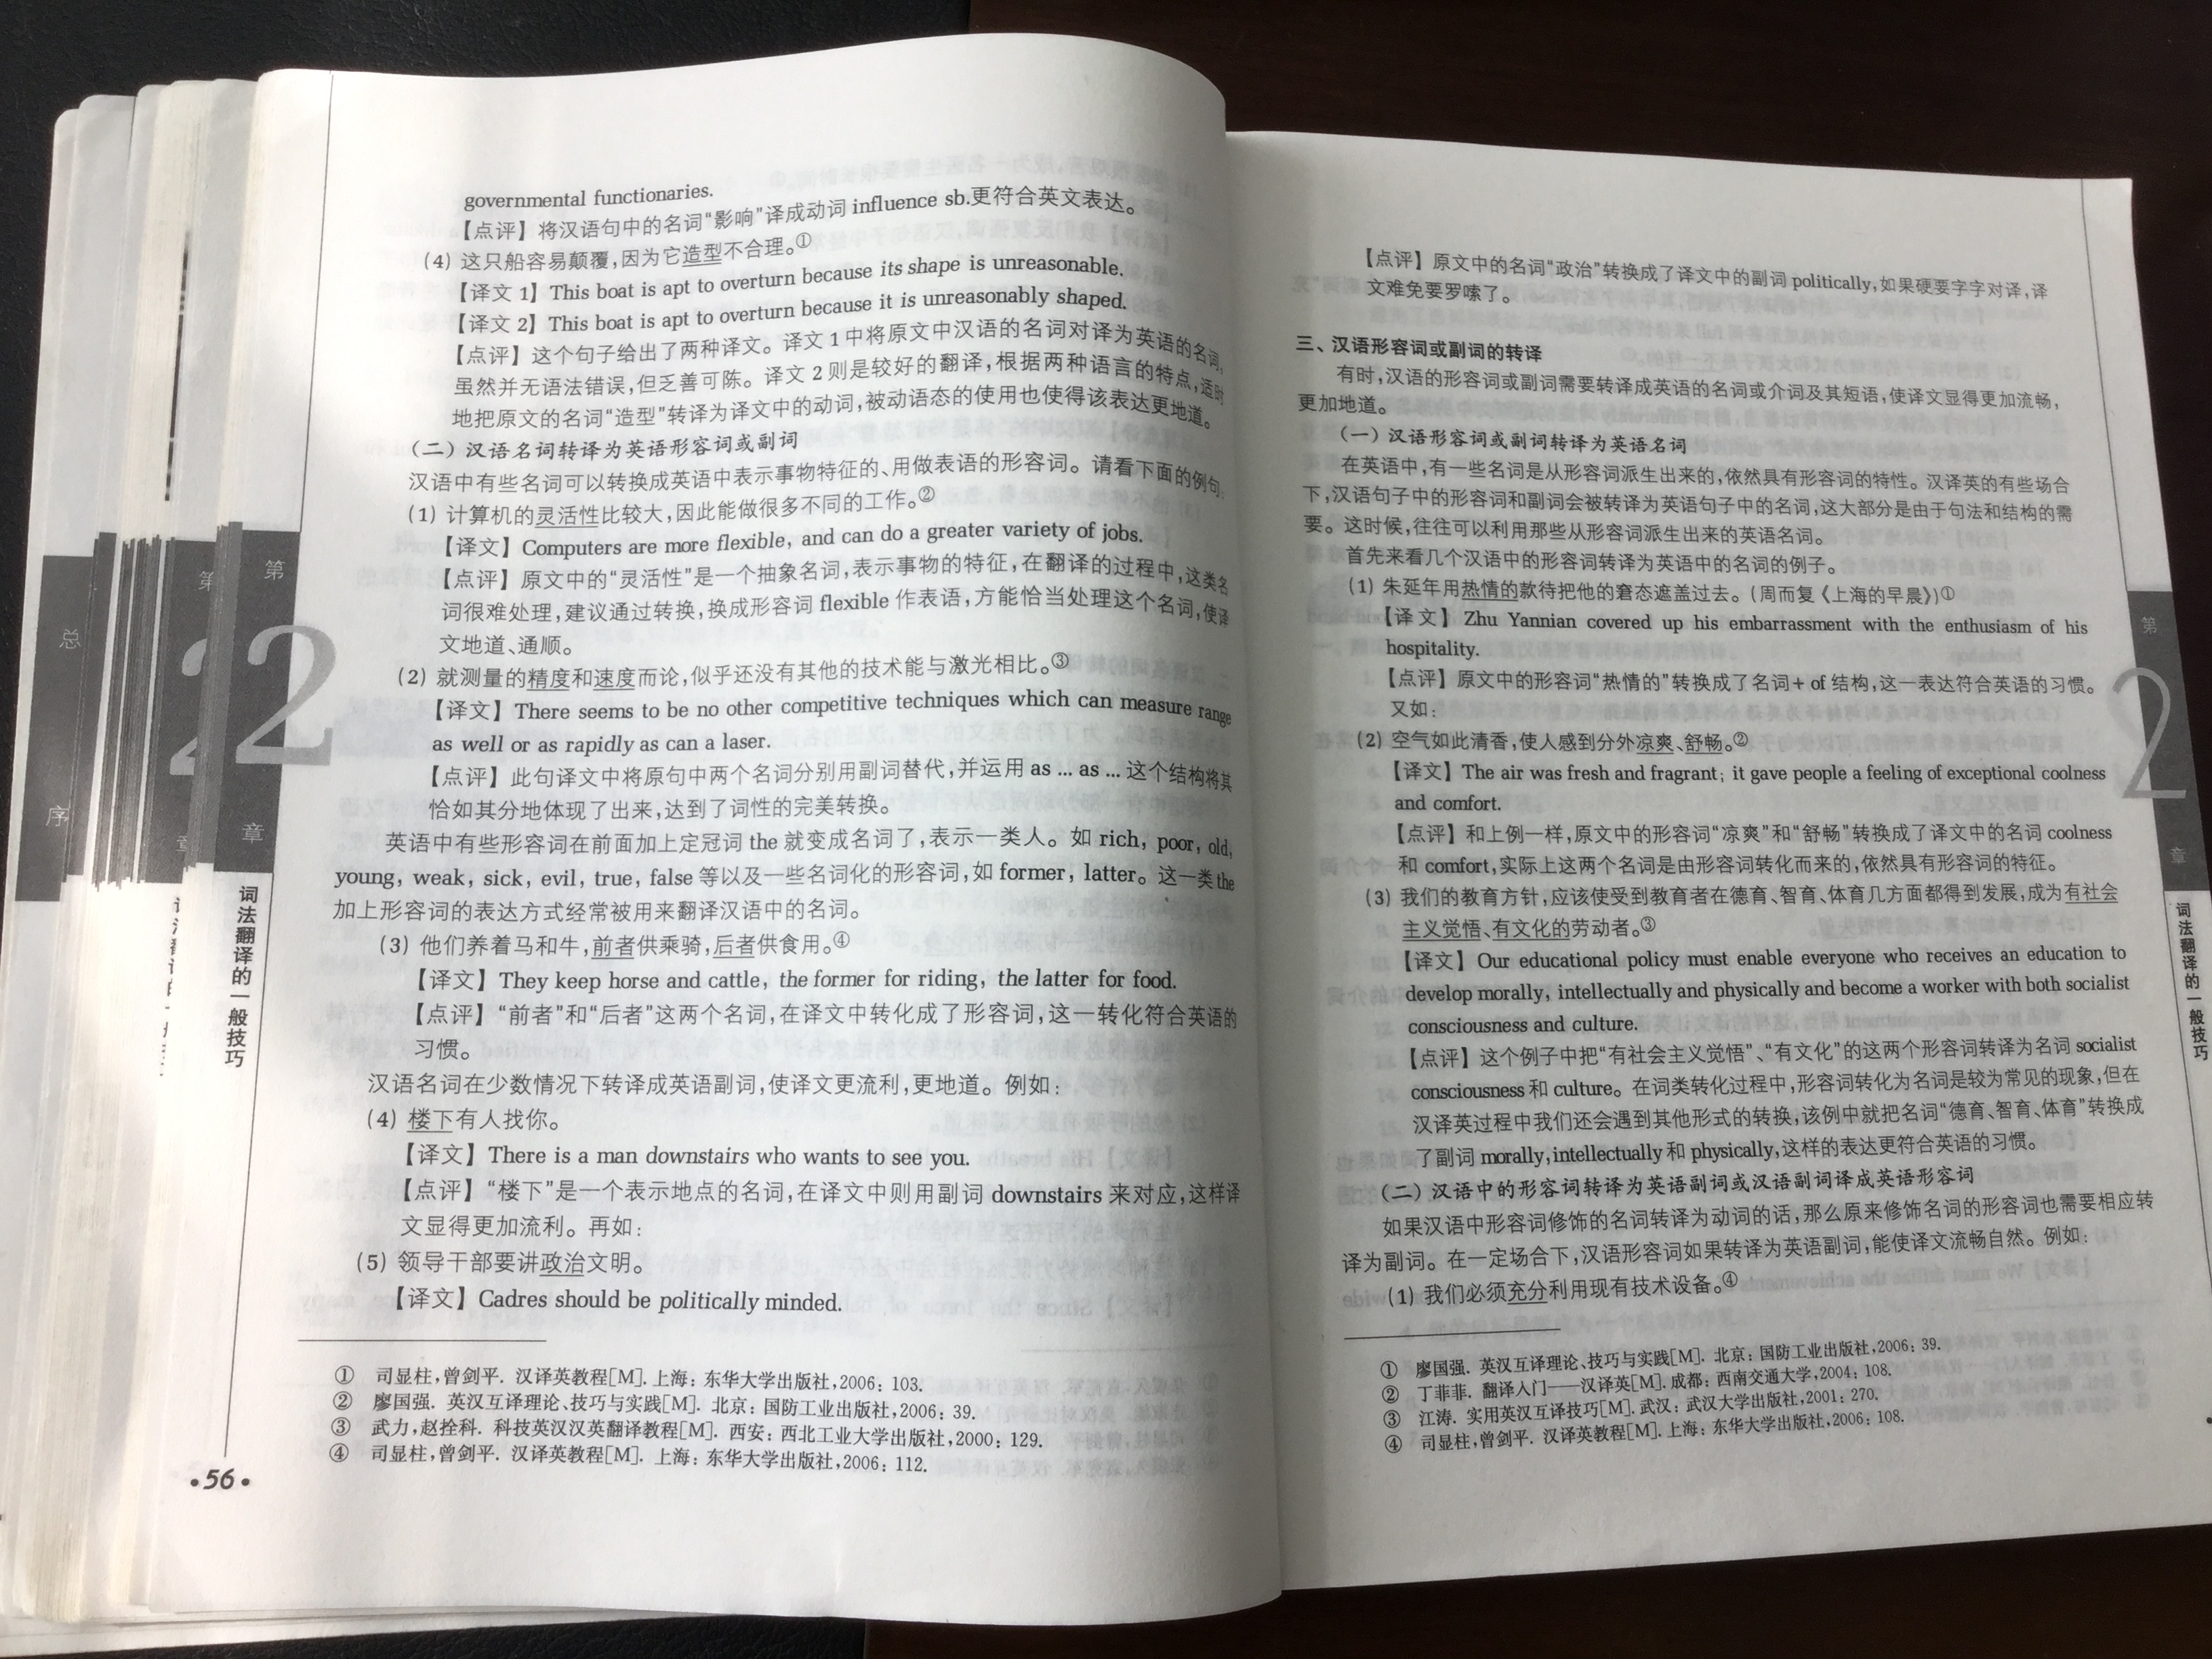 governmental functionaries.
【点评】将汉语句中的名词"影响"译成动词 influence sb.更符合英文表达。
(4) 这只船容易颠覆,因为它造型不合理。①
【译文 1】This boat is apt to overturn because its shape is unreasonable.
【译文 2】This boat is apt to overturn because it is unreasonably shaped.
【点评】这个句子给出了两种译文。译文 1 中将原文中汉语的名词对译为英语的名词,
虽然并无语法错误,但乏善可陈。译文 2 则是较好的翻译,根据两种语言的特点,适时
地把原文的名词"造型"转译为译文中的动词,被动语态的使用也使得该表达更地道。
(二) 汉语名词转译为英语形容词或副词
汉语中有些名词可以转换成英语中表示事物特征的、用做表语的形容词。请看下面的例句:
(1) 计算机的灵活性比较大,因此能做很多不同的工作。②
【译文】Computers are more flexible, and can do a greater variety of jobs.
【点评】原文中的"灵活性"是一个抽象名词,表示事物的特征,在翻译的过程中,这类名
词很难处理,建议通过转换,换成形容词 flexible 作表语,方能恰当处理这个名词,使译
文地道、通顺。
(2) 就测量的精度和速度而论,似乎还没有其他的技术能与激光相比。③
【译文】There seems to be no other competitive techniques which can measure range
as well or as rapidly as can a laser.
【点评】此句译文中将原句中两个名词分别用副词替代,并运用 as ... as ... 这个结构将其
恰如其分地体现了出来,达到了词性的完美转换。
英语中有些形容词在前面加上定冠词 the 就变成名词了,表示一类人。如 rich, poor, old,
young, weak, sick, evil, true, false 等以及一些名词化的形容词,如 former, latter。这一类 the
加上形容词的表达方式经常被用来翻译汉语中的名词。
(3) 他们养着马和牛,前者供乘骑,后者供食用。④
【译文】They keep horse and cattle, the former for riding, the latter for food.
【点评】"前者"和"后者"这两个名词,在译文中转化成了形容词,这一转化符合英语的
习惯。
汉语名词在少数情况下转译成英语副词,使译文更流利,更地道。例如:
(4) 楼下有人找你。
【译文】There is a man downstairs who wants to see you.
【点评】"楼下"是一个表示地点的名词,在译文中则用副词 downstairs 来对应,这样译
文显得更加流利。再如:
(5) 领导干部要讲政治文明。
【译文】Cadres should be politically minded.
① 司显柱,曾剑平. 汉译英教程[M]. 上海:东华大学出版社,2006:103.
② 廖国强. 英汉互译理论、技巧与实践[M]. 北京:国防工业出版社,2006:39.
③ 武力,赵拴科. 科技英汉汉英翻译教程[M]. 西安:西北工业大学出版社,2000:129.
④ 司显柱,曾剑平. 汉译英教程[M]. 上海:东华大学出版社,2006:112.
·56·
第
2
章
词法翻译的一般技巧
总
序
【点评】原文中的名词"政治"转换成了译文中的副词 politically,如果硬要字字对译,译
文难免要罗嗦了。
三、汉语形容词或副词的转译
有时,汉语的形容词或副词需要转译成英语的名词或介词及其短语,使译文显得更加流畅,
更加地道。
(一) 汉语形容词或副词转译为英语名词
在英语中,有一些名词是从形容词派生出来的,依然具有形容词的特性。汉译英的有些场合
下,汉语句子中的形容词和副词会被转译为英语句子中的名词,这大部分是由于句法和结构的需
要。这时候,往往可以利用那些从形容词派生出来的英语名词。
首先来看几个汉语中的形容词转译为英语中的名词的例子。
(1) 朱延年用热情的款待把他的窘态遮盖过去。(周而复《上海的早晨》)①
【译文】Zhu Yannian covered up his embarrassment with the enthusiasm of his
hospitality.
【点评】原文中的形容词"热情的"转换成了名词+ of 结构,这一表达符合英语的习惯。
又如:
(2) 空气如此清香,使人感到分外凉爽、舒畅。②
【译文】The air was fresh and fragrant; it gave people a feeling of exceptional coolness
and comfort.
【点评】和上例一样,原文中的形容词"凉爽"和"舒畅"转换成了译文中的名词 coolness
和 comfort,实际上这两个名词是由形容词转化而来的,依然具有形容词的特征。
(3) 我们的教育方针,应该使受到教育者在德育、智育、体育几方面都得到发展,成为有社会
主义觉悟、有文化的劳动者。③
【译文】Our educational policy must enable everyone who receives an education to
develop morally, intellectually and physically and become a worker with both socialist
consciousness and culture.
【点评】这个例子中把"有社会主义觉悟"、"有文化"的这两个形容词转译为名词 socialist
consciousness 和 culture。在词类转化过程中,形容词转化为名词是较为常见的现象,但在
汉译英过程中我们还会遇到其他形式的转换,该例中就把名词"德育、智育、体育"转换成
了副词 morally, intellectually 和 physically,这样的表达更符合英语的习惯。
(二) 汉语中的形容词转译为英语副词或汉语副词译成英语形容词
如果汉语中形容词修饰的名词转译为动词的话,那么原来修饰名词的形容词也需要相应转
译为副词。在一定场合下,汉语形容词如果转译为英语副词,能使译文流畅自然。例如:
(1) 我们必须充分利用现有技术设备。④
① 廖国强. 英汉互译理论、技巧与实践[M]. 北京:国防工业出版社,2006:39.
② 丁菲菲. 翻译入门——汉译英[M]. 成都:西南交通大学,2004:108.
③ 江涛. 实用英汉互译技巧[M]. 武汉:武汉大学出版社,2001:270.
④ 司显柱,曾剑平. 汉译英教程[M]. 上海:东华大学出版社,2006:108.
第
2
章
词法翻译的一般技巧